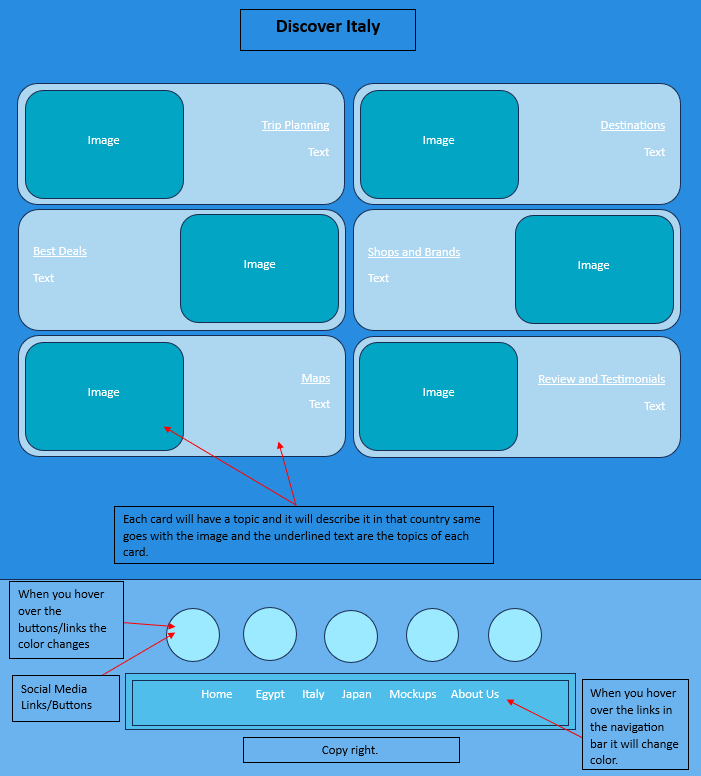 Discover Italy
Image
Trip Planning
Text
Image
Destinations
Text
Best Deals
Text
Image
Shops and Brands
Text
Image
Image
Maps
Text
Image
Review and Testimonials
Text
Each card will have a topic and it will describe it in that country same
goes with the image and the underlined text are the topics of each
card.
When you hover
over the
buttons/links the
color changes
Social Media
Links/Buttons
Home Egypt Italy Japan Mockups About Us
When you hover
over the links in
the navigation
bar it will change
color.
Copy right.